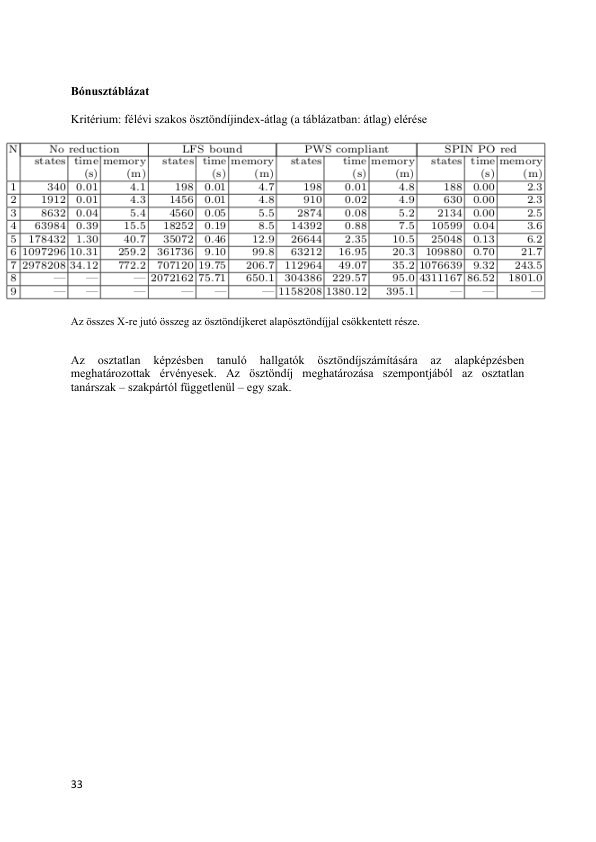 Bónusztáblázat
Kritérium: félévi szakos ösztöndíjindex-átlag (a táblázatban: átlag) elérése
N No reduction LFS bound PWS compliant SPIN PO red
states time memory states time memory states time memory states time memory
(s) (m) (s) (m) (s) (m) (s) (m)
1 340 0.01 4.1 198 0.01 4.7 198 0.01 4.8 188 0.00 2.3
2 1912 0.01 4.3 1456 0.01 4.8 910 0.02 4.9 630 0.00 2.3
3 8632 0.04 5.4 4560 0.05 5.5 2874 0.08 5.2 2134 0.00 2.5
4 63984 0.39 15.5 18252 0.19 8.5 14392 0.88 7.5 10599 0.04 3.6
5 178432 1.30 40.7 35072 0.46 12.9 26644 2.35 10.5 25048 0.13 6.2
6 1097296 10.31 259.2 361736 9.10 99.8 63212 16.95 20.3 109880 0.70 21.7
7 2978208 34.12 772.2 707120 19.75 206.7 112964 49.07 35.2 1076639 9.32 243.5
8 — — — 2072162 75.71 650.1 304386 229.57 95.0 4311167 86.52 1801.0
9 — — — — — — 1158208 1380.12 395.1 — — —
Az összes X-re jutó összeg az ösztöndíjkeret alapösztöndíjjal csökkentett része.
Az osztatlan képzésben tanuló hallgatók ösztöndíjszámítására az alapképzésben
meghatározottak érvényesek. Az ösztöndíj meghatározása szempontjából az osztatlan
tanárszak – szakpártól függetlenül – egy szak.
33